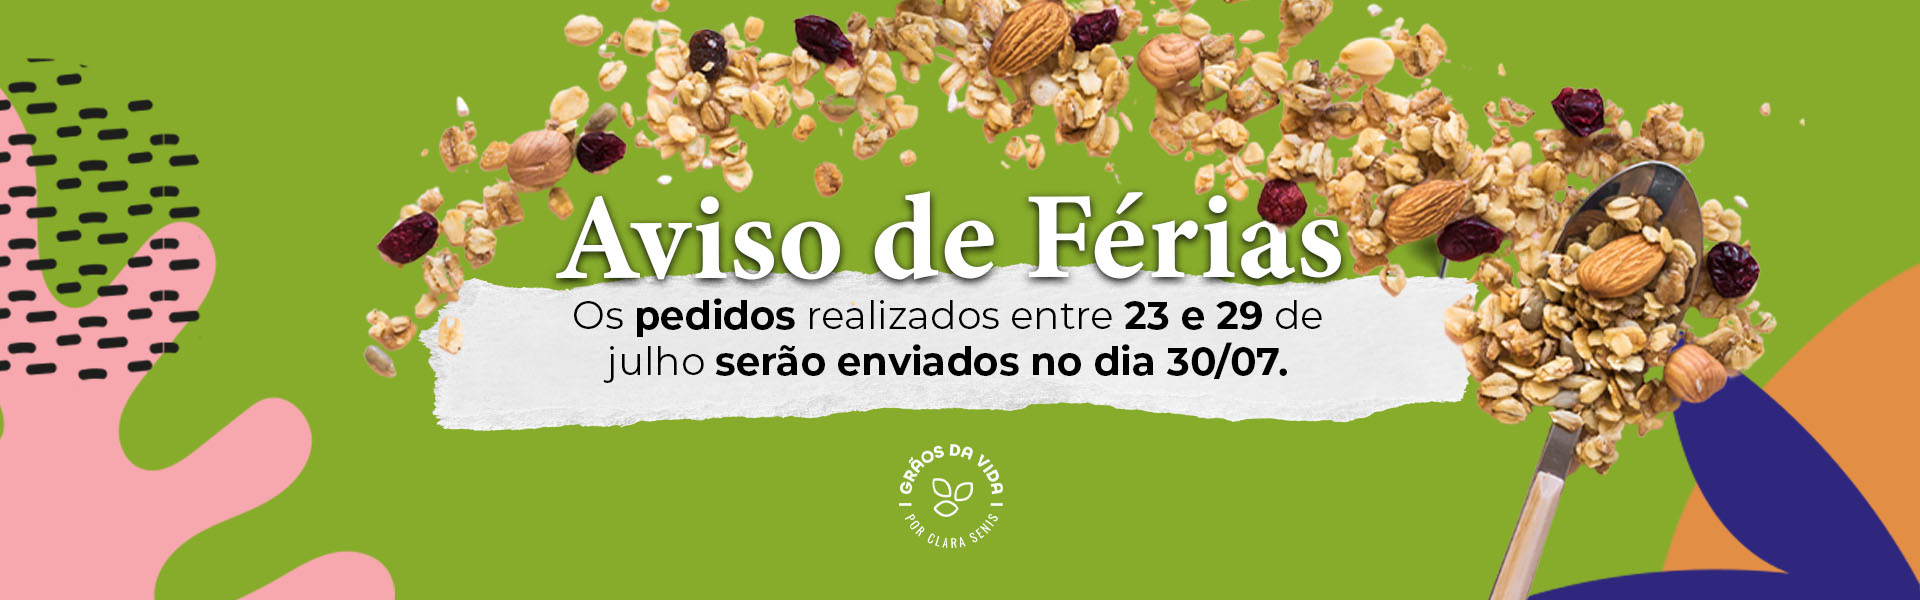 Aviso de Férias
Os pedidos realizados entre 23 e 29 de
julho serão enviados no dia 30/07.
GRÃOS DA VIDA
POR CLARA SENIS